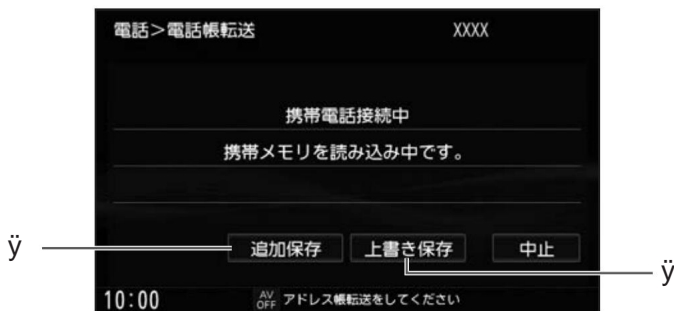 電話＞電話帳転送 XXXX
携帯電話接続中
携帯メモリを読み込み中です。
ÿ 追加保存 上書き保存 中止 ÿ
10:00 AV OFF アドレス帳転送をしてください